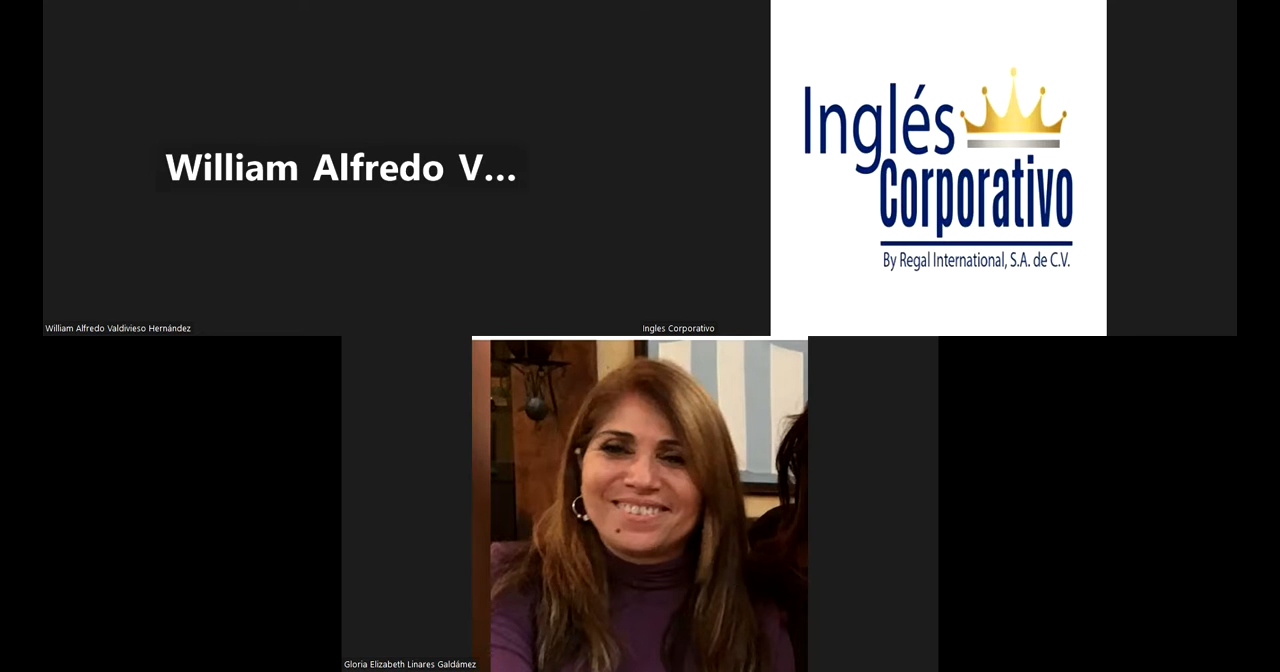 William Alfredo V...
Inglés
Corporativo
By Regal International, S.A. de C.V.
William Alfredo Valdivieso Hernández
Ingles Corporativo
Gloria Elizabeth Linares Galdámez